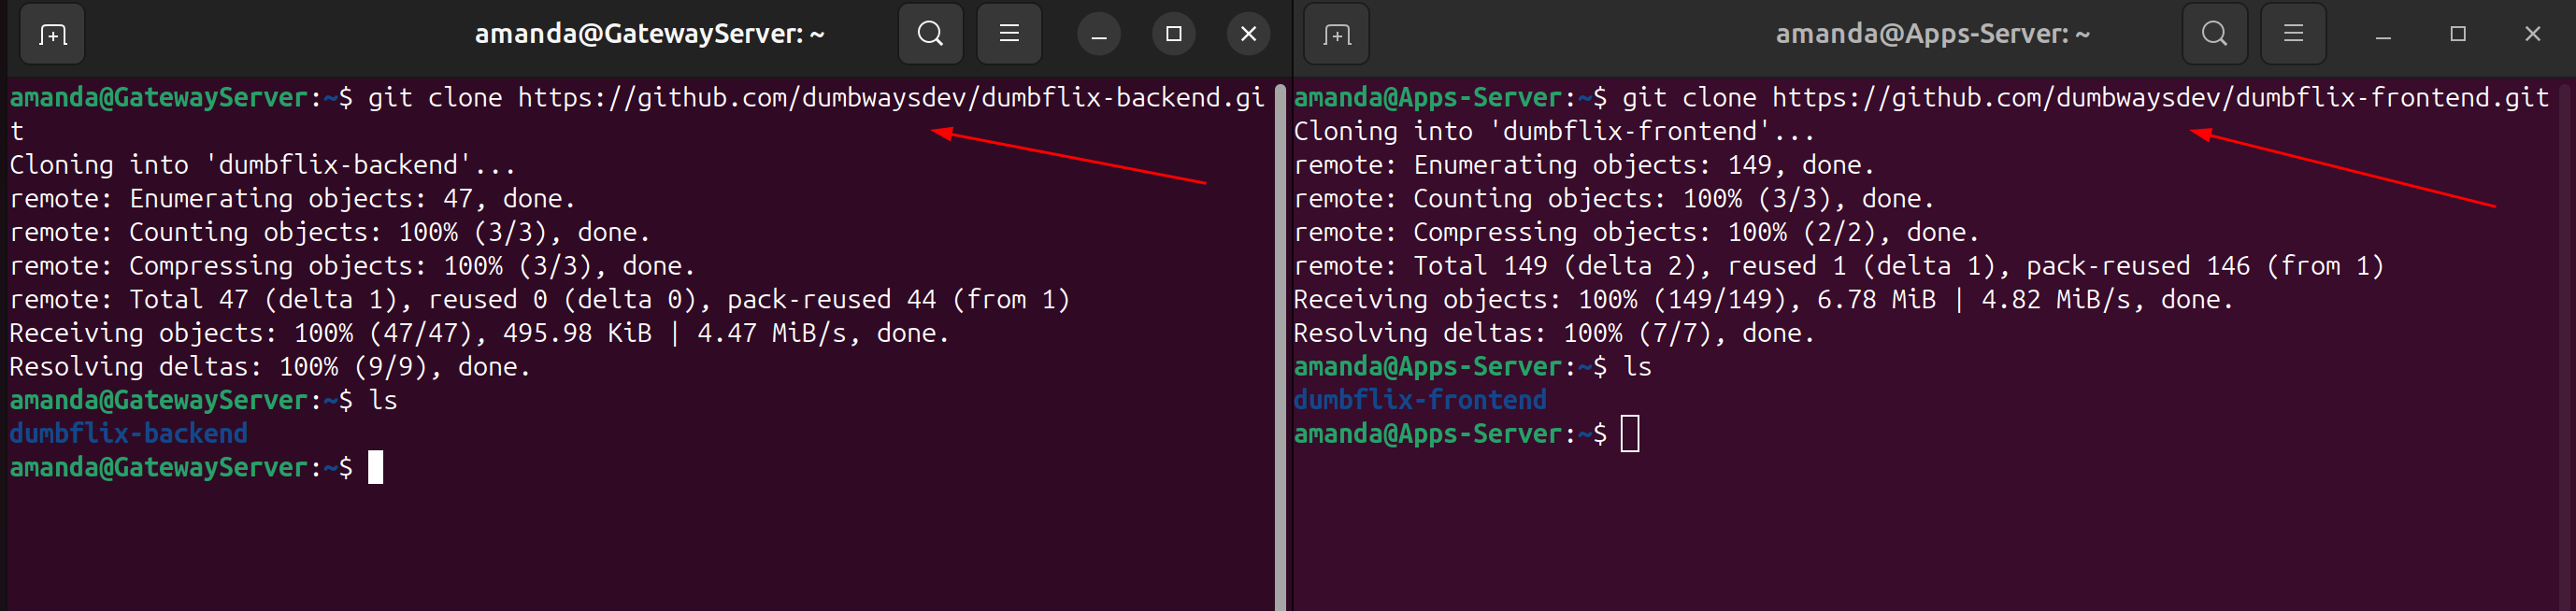 amanda@GatewayServer: ~
amanda@GatewayServer:~$ git clone https://github.com/dumbwaysdev/dumbflix-backend.gi
t
Cloning into 'dumbflix-backend'...
remote: Enumerating objects: 47, done.
remote: Counting objects: 100% (3/3), done.
remote: Compressing objects: 100% (3/3), done.
remote: Total 47 (delta 1), reused 0 (delta 0), pack-reused 44 (from 1)
Receiving objects: 100% (47/47), 495.98 KiB | 4.47 MiB/s, done.
Resolving deltas: 100% (9/9), done.
amanda@GatewayServer:~$ ls
dumbflix-backend
amanda@GatewayServer:~$
amanda@Apps-Server: ~
amanda@Apps-Server:~$ git clone https://github.com/dumbwaysdev/dumbflix-frontend.git
Cloning into 'dumbflix-frontend'...
remote: Enumerating objects: 149, done.
remote: Counting objects: 100% (3/3), done.
remote: Compressing objects: 100% (2/2), done.
remote: Total 149 (delta 2), reused 1 (delta 1), pack-reused 146 (from 1)
Receiving objects: 100% (149/149), 6.78 MiB | 4.82 MiB/s, done.
Resolving deltas: 100% (7/7), done.
amanda@Apps-Server:~$ ls
dumbflix-frontend
amanda@Apps-Server:~$